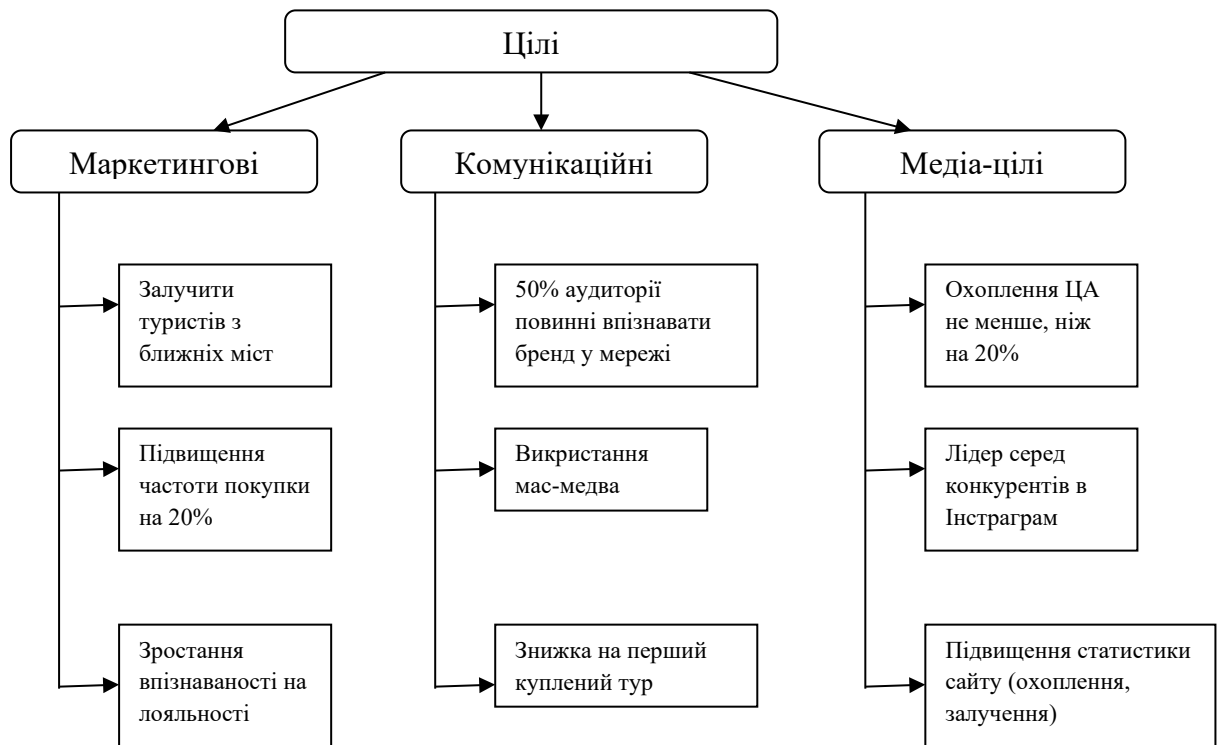 Цілі
Маркетингові
Комунікаційні
Медіа-цілі
Залучити
туристів з
ближніх міст
50% аудиторії
повинні впізнавати
бренд у мережі
Охоплення ЦА
не менше, ніж
на 20%
Підвищення
частоти покупки
на 20%
Викристання
мас-медва
Лідер серед
конкурентів в
Інстраграм
Зростання
впізнаваності на
лояльності
Знижка на перший
куплений тур
Підвищення статистики
сайту (охоплення,
залучення)